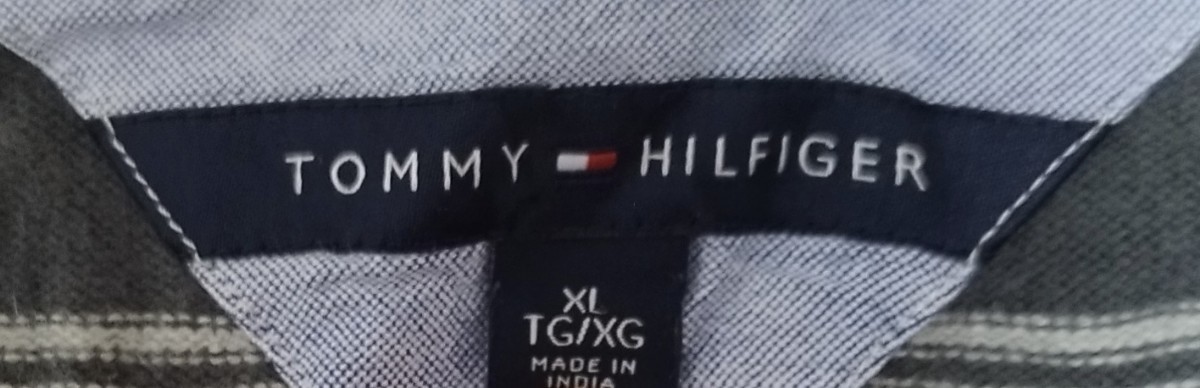 TOMMY HILFIGER
XL
TG/XG
MADE IN
INDIA